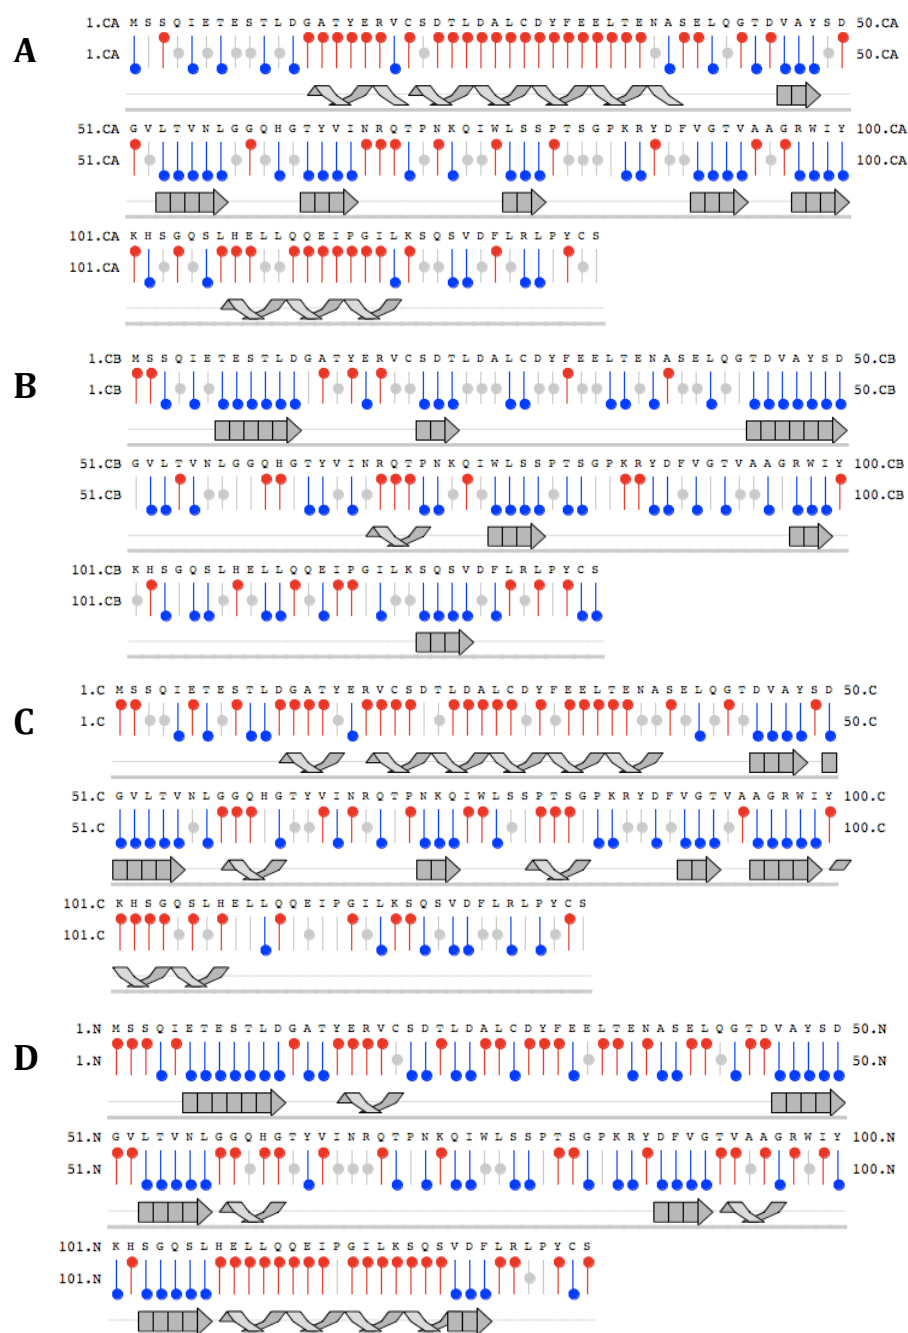 1.CA M S S Q I E T E S T L D G A T Y E R V C S D T L D A L C D Y F E E L T E N A S E L Q G T D V A Y S D 50.CA
A
1.CA 50.CA
51.CA G V L T V N L G G Q H G T Y V I N R Q T P N K Q I W L S S P T S G P K R Y D F V G T V A A G R W I Y 100.CA
51.CA 100.CA
101.CA K H S G Q S L H E L L Q Q E I P G I L K S Q S V D F L R L P Y C S
101.CA
1.CB M S S Q I E T E S T L D G A T Y E R V C S D T L D A L C D Y F E E L T E N A S E L Q G T D V A Y S D 50.CB
B
1.CB 50.CB
51.CB G V L T V N L G G Q H G T Y V I N R Q T P N K Q I W L S S P T S G P K R Y D F V G T V A A G R W I Y 100.CB
51.CB 100.CB
101.CB K H S G Q S L H E L L Q Q E I P G I L K S Q S V D F L R L P Y C S
101.CB
1.C M S S Q I E T E S T L D G A T Y E R V C S D T L D A L C D Y F E E L T E N A S E L Q G T D V A Y S D 50.C
C
1.C 50.C
51.C G V L T V N L G G Q H G T Y V I N R Q T P N K Q I W L S S P T S G P K R Y D F V G T V A A G R W I Y 100.C
51.C 100.C
101.C K H S G Q S L H E L L Q Q E I P G I L K S Q S V D F L R L P Y C S
101.C
1.N M S S Q I E T E S T L D G A T Y E R V C S D T L D A L C D Y F E E L T E N A S E L Q G T D V A Y S D 50.N
D
1.N 50.N
51.N G V L T V N L G G Q H G T Y V I N R Q T P N K Q I W L S S P T S G P K R Y D F V G T V A A G R W I Y 100.N
51.N 100.N
101.N K H S G Q S L H E L L Q Q E I P G I L K S Q S V D F L R L P Y C S
101.N